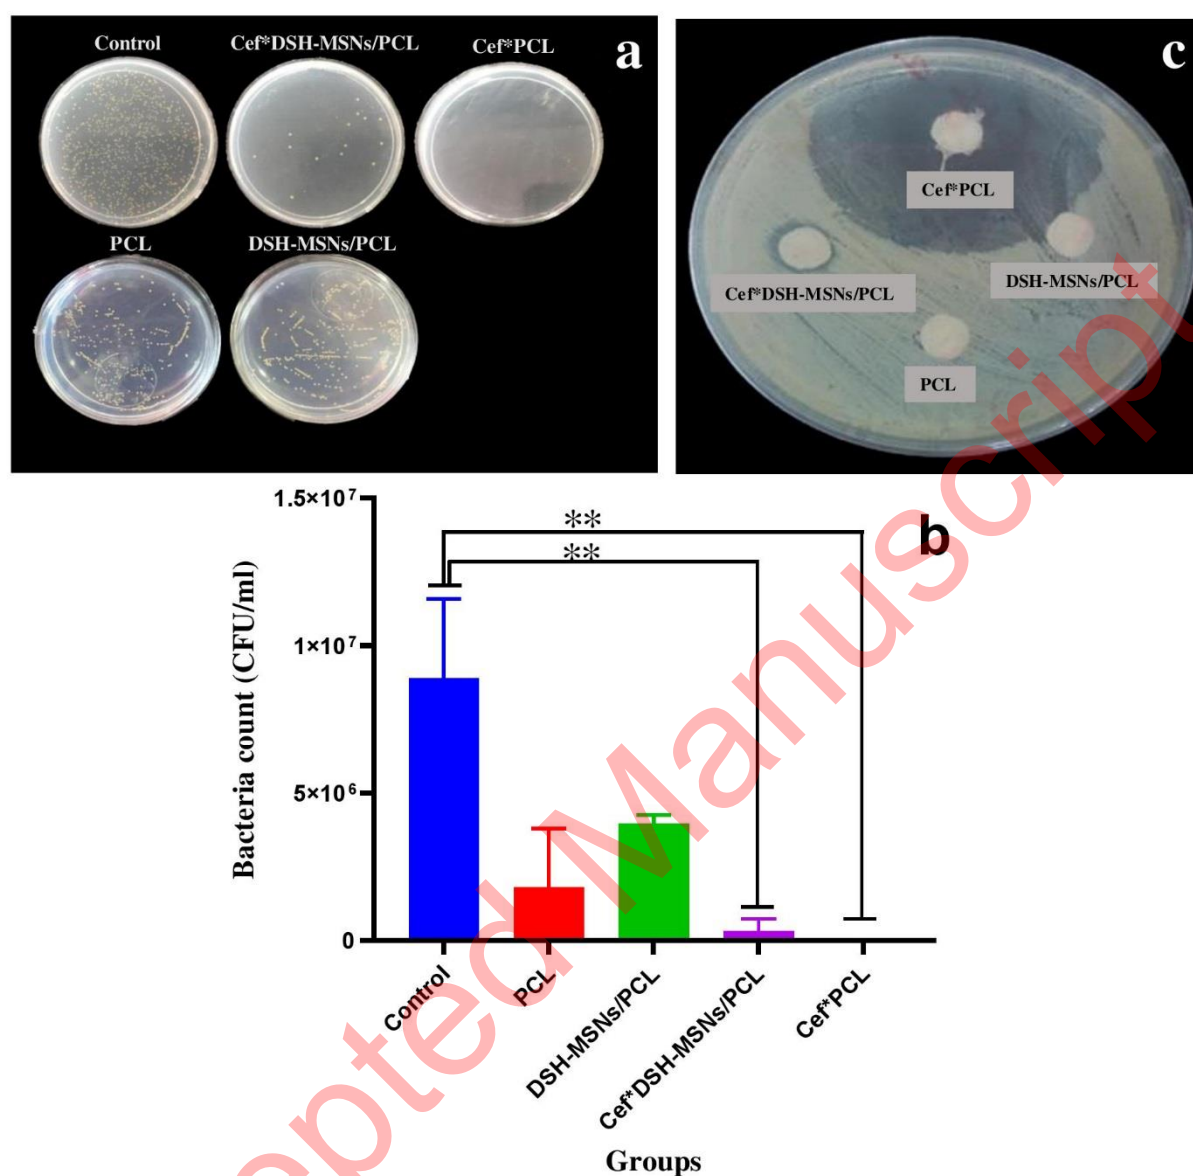 a
Control
Cef*DSH-MSNs/PCL
Cef*PCL
PCL
DSH-MSNs/PCL
c
Cef*PCL
Cef*DSH-MSNs/PCL
DSH-MSNs/PCL
PCL
b
Bacteria count (CFU/ml)
1.5×10⁷
1×10⁷
5×10⁶
0
**
**
Control
PCL
DSH-MSNs/PCL
Cef*DSH-MSNs/PCL
Cef*PCL
Groups
epted Manuscript